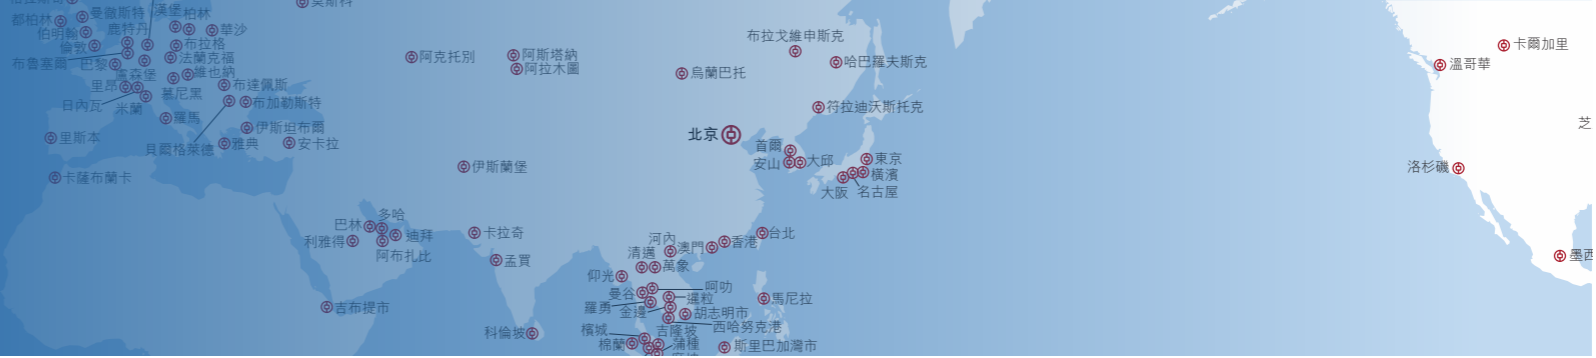 莫斯科
曼徹斯特
漢堡
柏林
都柏林
伯明翰
鹿特丹
華沙
倫敦
布拉格
布魯塞爾
巴黎
法蘭克福
盧森堡
維也納
里昂
慕尼黑
布達佩斯
日內瓦
米蘭
布加勒斯特
羅馬
伊斯坦布爾
里斯本
貝爾格萊德
雅典
安卡拉
卡薩布蘭卡
阿克托別
阿斯塔納
阿拉木圖
烏蘭巴托
布拉戈維申斯克
哈巴羅夫斯克
符拉迪沃斯托克
北京
首爾
安山
大邱
東京
橫濱
大阪
名古屋
伊斯蘭堡
多哈
巴林
利雅得
迪拜
阿布扎比
卡拉奇
孟買
吉布提市
科倫坡
河內
澳門
香港
台北
清邁
萬象
仰光
曼谷
呵叻
羅勇
暹粒
金邊
胡志明市
西哈努克港
馬尼拉
檳城
吉隆坡
棉蘭
蒲種
斯里巴加灣市
卡爾加里
溫哥華
芝
洛杉磯
墨西